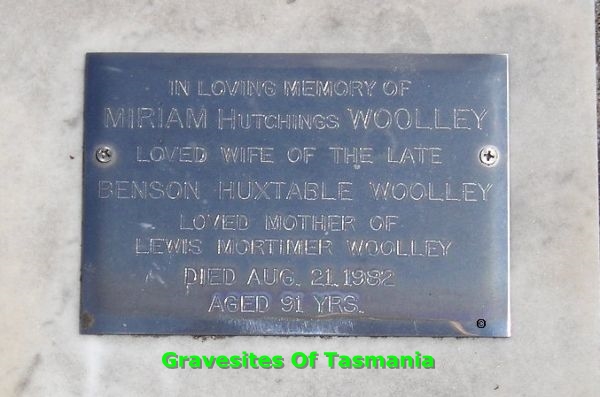 IN LOVING MEMORY OF
MIRIAM HUTCHINGS WOOLLEY
LOVED WIFE OF THE LATE
BENSON HUXTABLE WOOLLEY
LOVED MOTHER OF
LEWIS MORTIMER WOOLLEY
DIED AUG. 21. 1982
AGED 91 YRS.
Gravesites Of Tasmania